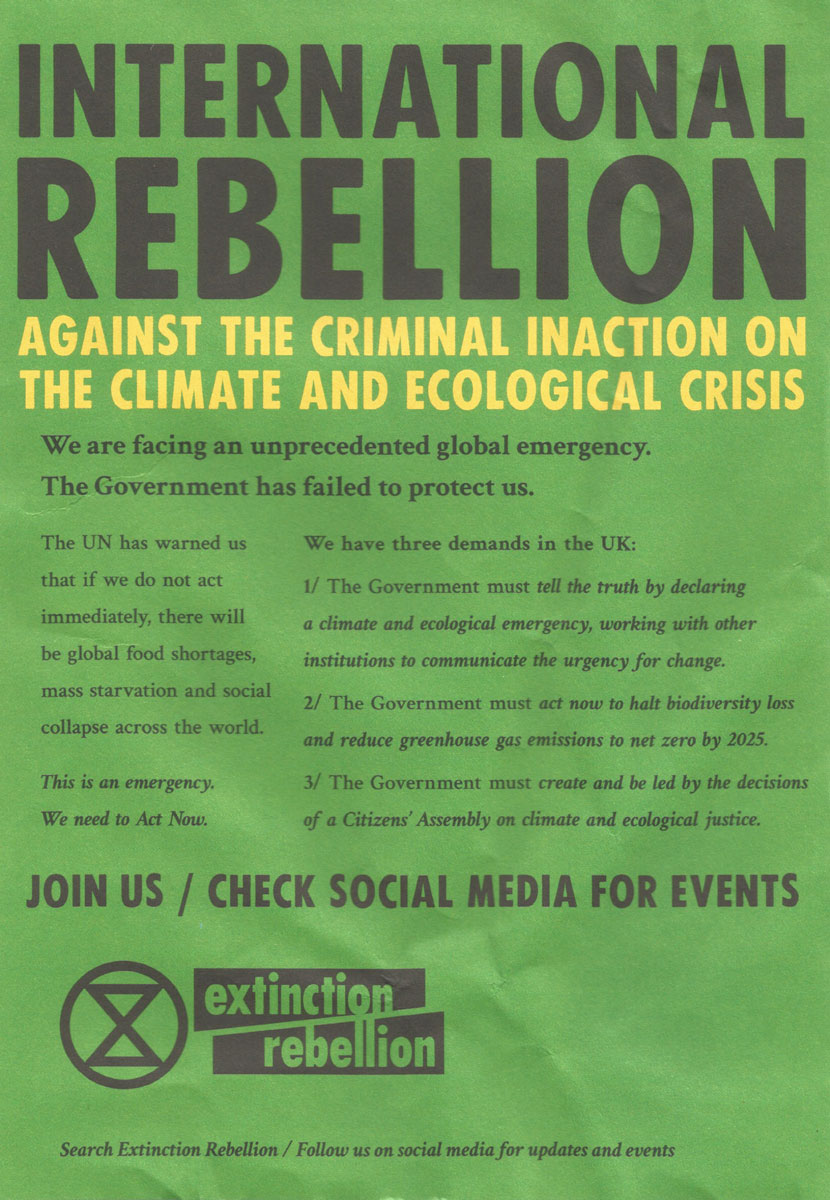 INTERNATIONAL
REBELLION
AGAINST THE CRIMINAL INACTION ON
THE CLIMATE AND ECOLOGICAL CRISIS
We are facing an unprecedented global emergency.
The Government has failed to protect us.
The UN has warned us
that if we do not act
immediately, there will
be global food shortages,
mass starvation and social
collapse across the world.
This is an emergency.
We need to Act Now.
We have three demands in the UK:
1/ The Government must tell the truth by declaring
a climate and ecological emergency, working with other
institutions to communicate the urgency for change.
2/ The Government must act now to halt biodiversity loss
and reduce greenhouse gas emissions to net zero by 2025.
3/ The Government must create and be led by the decisions
of a Citizens' Assembly on climate and ecological justice.
JOIN US / CHECK SOCIAL MEDIA FOR EVENTS
extinction
rebellion
Search Extinction Rebellion / Follow us on social media for updates and events